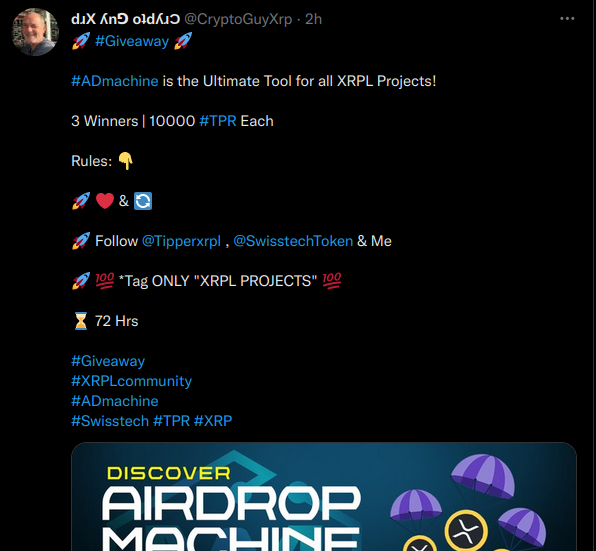 dɹX ʎn⅁ oʇdʎɹƆ @CryptoGuyXrp · 2h
🚀 #Giveaway 🚀
#ADmachine is the Ultimate Tool for all XRPL Projects!
3 Winners | 10000 #TPR Each
Rules: 👇
🚀 ❤️ & 🔄
🚀 Follow @Tipperxrpl , @SwisstechToken & Me
🚀 💯 *Tag ONLY "XRPL PROJECTS" 💯
⏳ 72 Hrs
#Giveaway
#XRPLcommunity
#ADmachine
#Swisstech #TPR #XRP
DISCOVER
AIRDROP
MACHINE